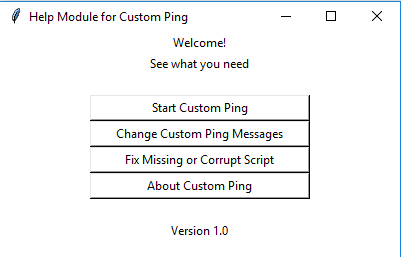 Help Module for Custom Ping
Welcome!
See what you need
Start Custom Ping
Change Custom Ping Messages
Fix Missing or Corrupt Script
About Custom Ping
Version 1.0